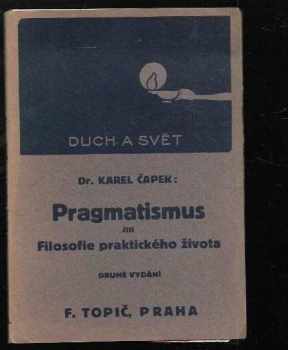 DUCH A SVĚT
Dr. KAREL ČAPEK:
Pragmatismus
čili
Filosofie praktického života
DRUHÉ VYDÁNÍ
F. TOPIČ, PRAHA